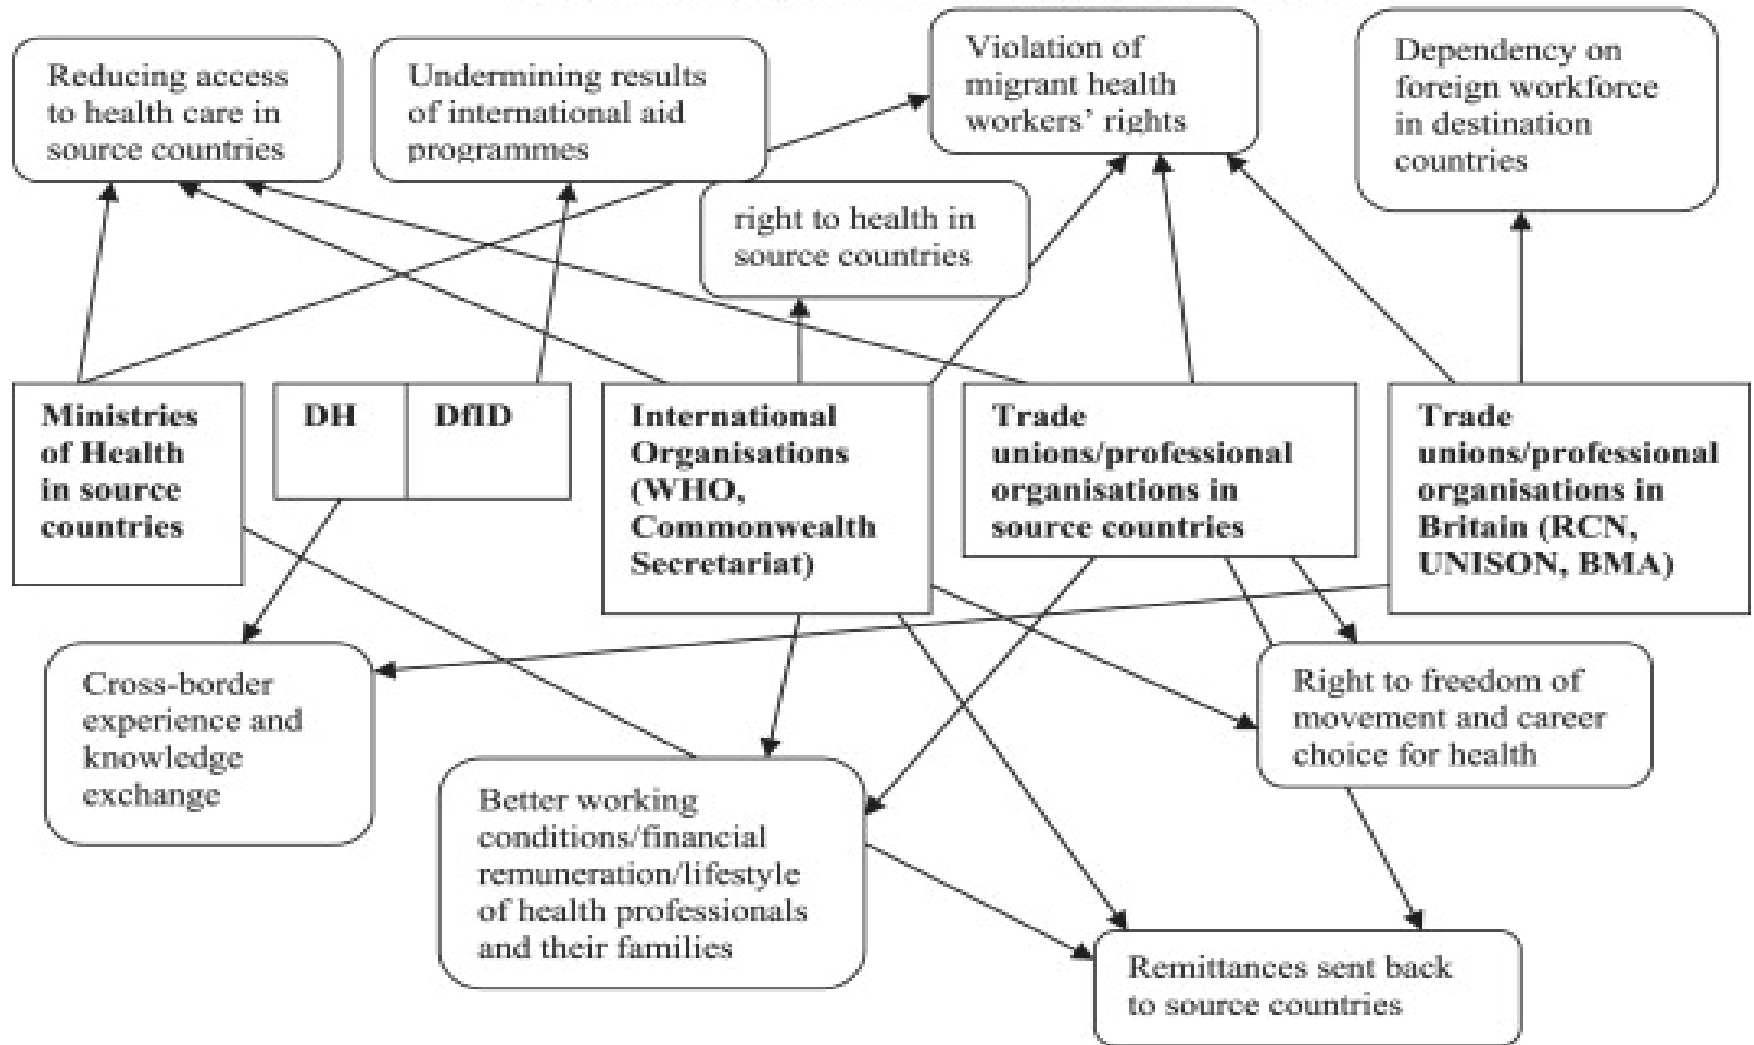 Reducing access
to health care in
source countries
Undermining results
of international aid
programmes
Violation of
migrant health
workers' rights
Dependency on
foreign workforce
in destination
countries
right to health in
source countries
Ministries
of Health
in source
countries
DH
DfID
International
Organisations
(WHO,
Commonwealth
Secretariat)
Trade
unions/professional
organisations in
source countries
Trade
unions/professional
organisations in
Britain (RCN,
UNISON, BMA)
Cross-border
experience and
knowledge
exchange
Better working
conditions/financial
remuneration/lifestyle
of health professionals
and their families
Right to freedom of
movement and career
choice for health
Remittances sent back
to source countries